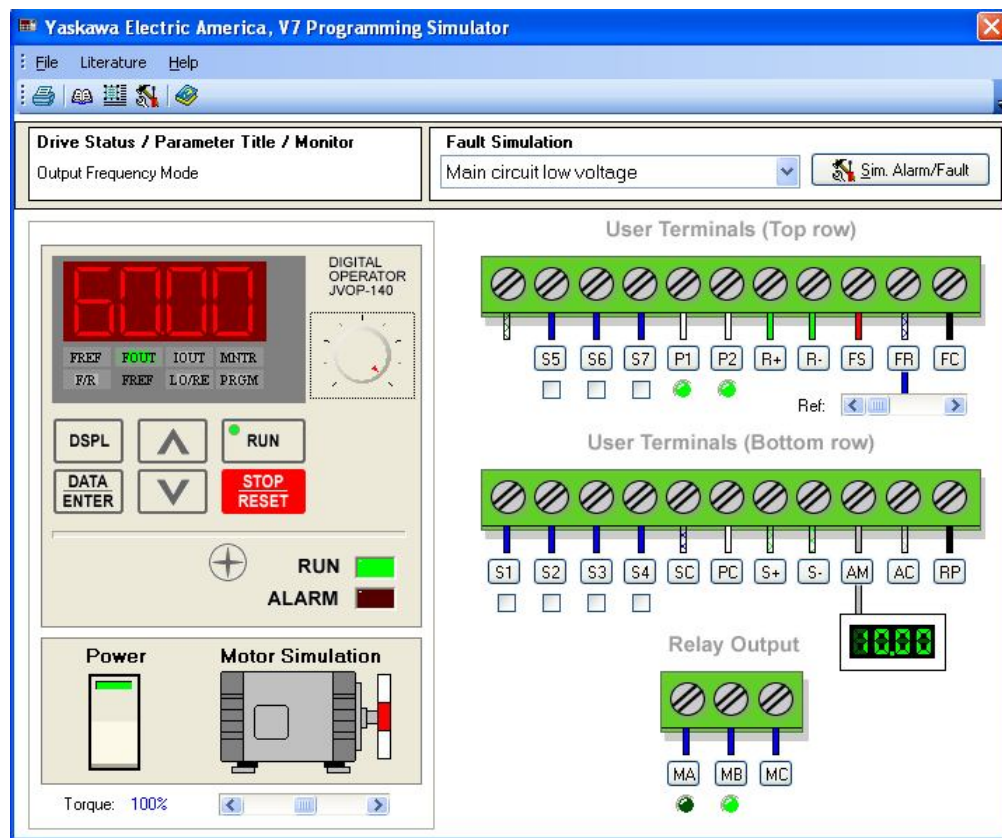 Yaskawa Electric America, V7 Programming Simulator
File Literature Help
Drive Status / Parameter Title / Monitor
Output Frequency Mode
Fault Simulation
Main circuit low voltage
Sim. Alarm/Fault
60.00
DIGITAL
OPERATOR
JVOP-140
FREF FOUT IOUT MNTR
F/R FREF LO/RE PRGM
DSPL
RUN
DATA
ENTER
STOP
RESET
RUN
ALARM
Power
Motor Simulation
Torque: 100%
User Terminals (Top row)
S5 S6 S7 P1 P2 R+ R- FS FR FC
Ref:
User Terminals (Bottom row)
S1 S2 S3 S4 SC PC S+ S- AM AC RP
10.00
Relay Output
MA MB MC